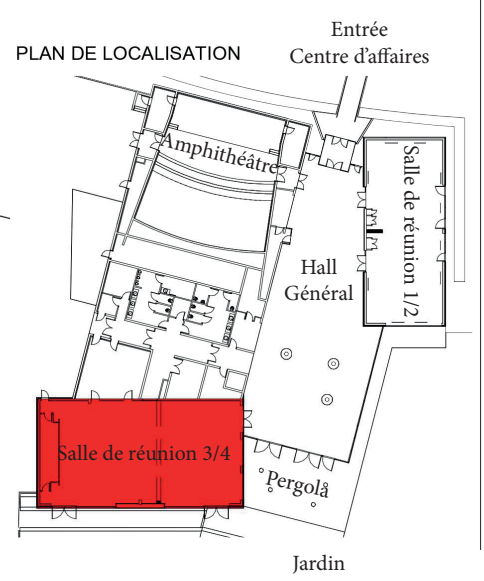 Entrée
Centre d'affaires
PLAN DE LOCALISATION
Amphithéâtre
Salle de réunion 1/2
Hall
Général
Salle de réunion 3/4
Pergola
Jardin